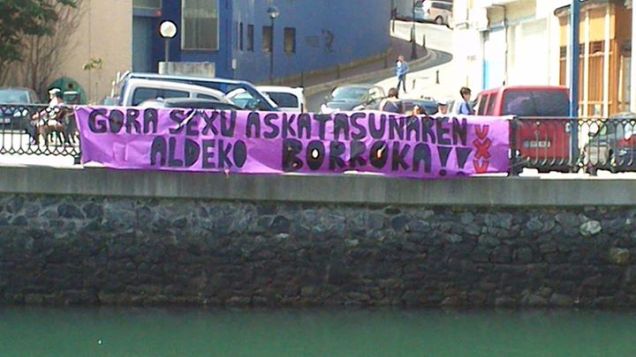 GORA SEXU ASKATASUNAREN
ALDEKO BORROKA!!